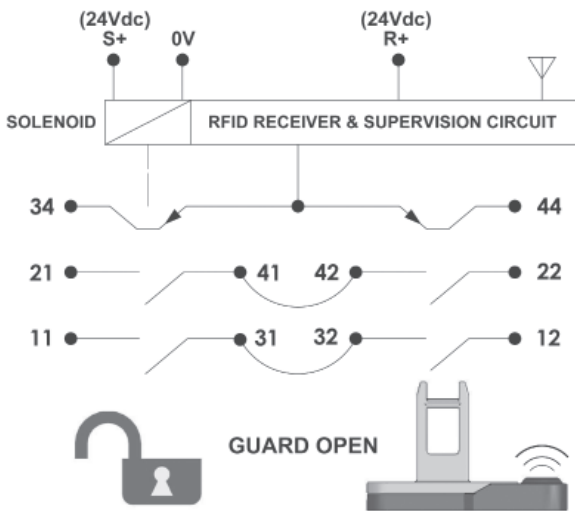 (24Vdc) (24Vdc)
S+ 0V R+
SOLENOID RFID RECEIVER & SUPERVISION CIRCUIT
34 44
21 41 42 22
11 31 32 12
GUARD OPEN